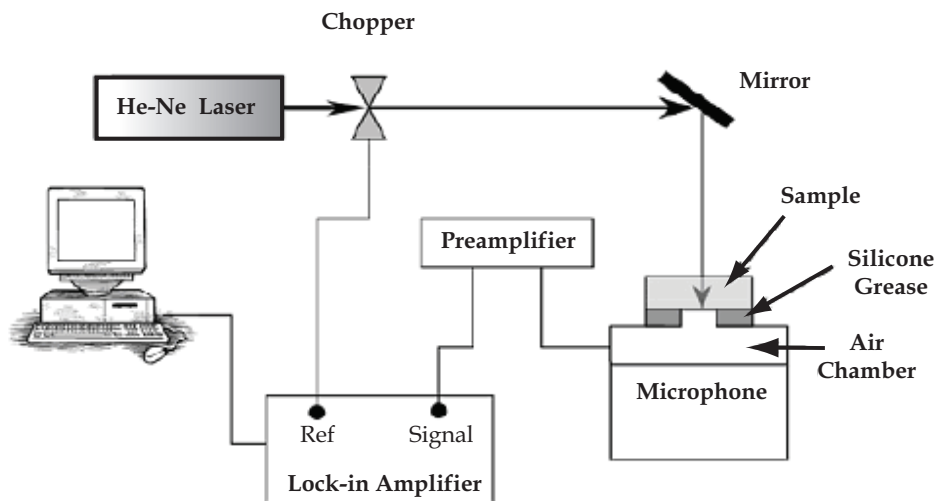 Chopper
He-Ne Laser
Mirror
Sample
Preamplifier
Silicone
Grease
Air
Chamber
Microphone
Ref
Signal
Lock-in Amplifier